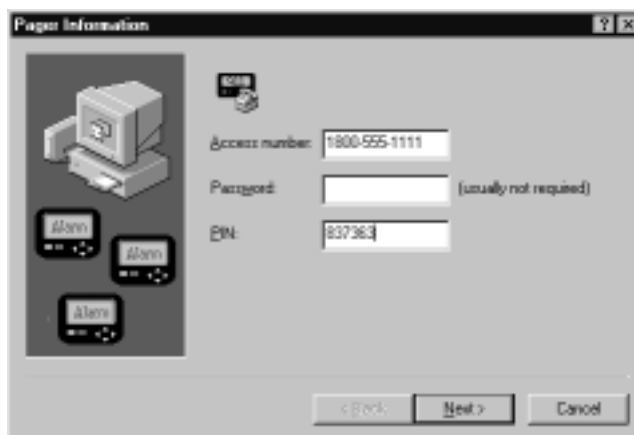 Pager Information
Alarm
Alarm
Alarm
Access number: 1800-555-1111
Password: (usually not required)
PIN: 837363
< Back Next > Cancel